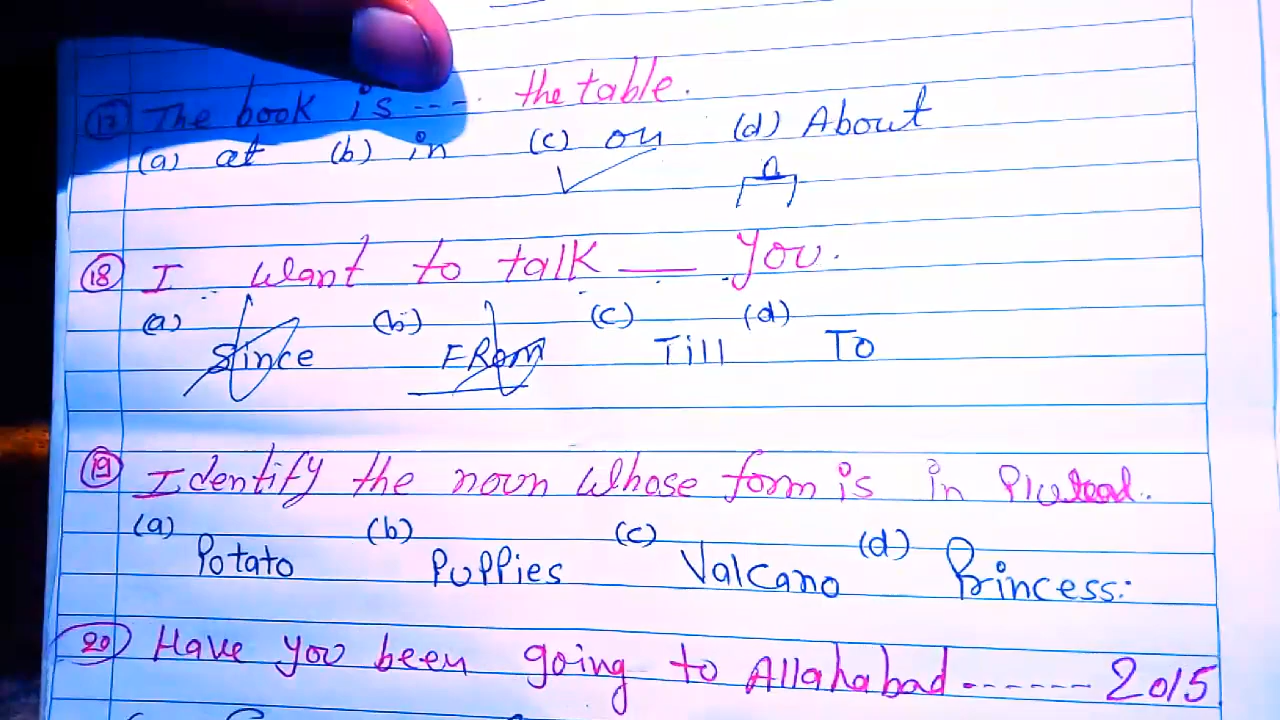 17 The book is ---. the table.
(a) at (b) in (c) on (d) About
18 I want to talk __ you.
(a) Since (b) FRom (c) Till (d) To
19 Identify the noun whose form is in
(a) Potato (b) Puppies (c) Valcano (d) Princess:
20 Have you been going to Allahabad ------- 2015